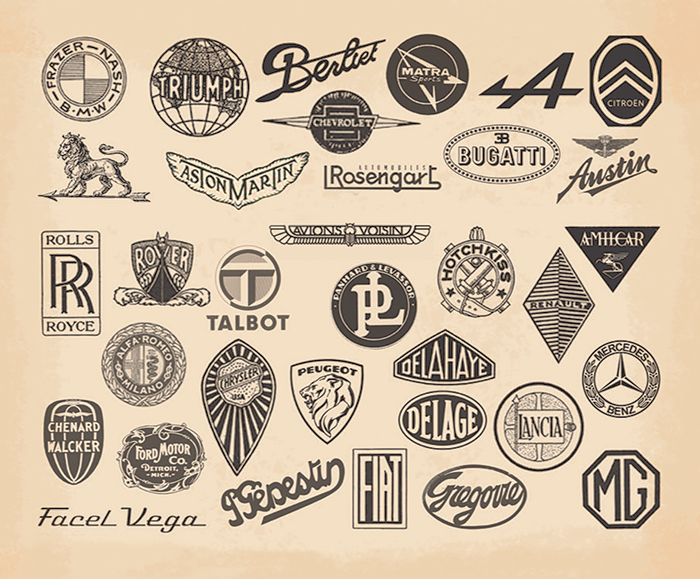 FRAZER-NASH
B·M·W
TRIUMPH
Berliet
MATRA
Sports
A
CITROËN
CHEVROLET
ASTON MARTIN
AUTOMOBILES
Rosengart
B
BUGATTI
Austin
ROLLS
RR
ROYCE
ROVER
T
TALBOT
AVIONS VOISIN
PANHARD & LEVASSOR
PL
HOTCHKISS
AMILCAR
RENAULT
ALFA-ROMEO
MILANO
CHRYSLER
PEUGEOT
DELAHAYE
MERCEDES
BENZ
CHENARD
WALCKER
FORD MOTOR
Co.
DETROIT,
-MICH.-
DELAGE
LANCIA
Facel Vega
FIAT
Gregoire
MG